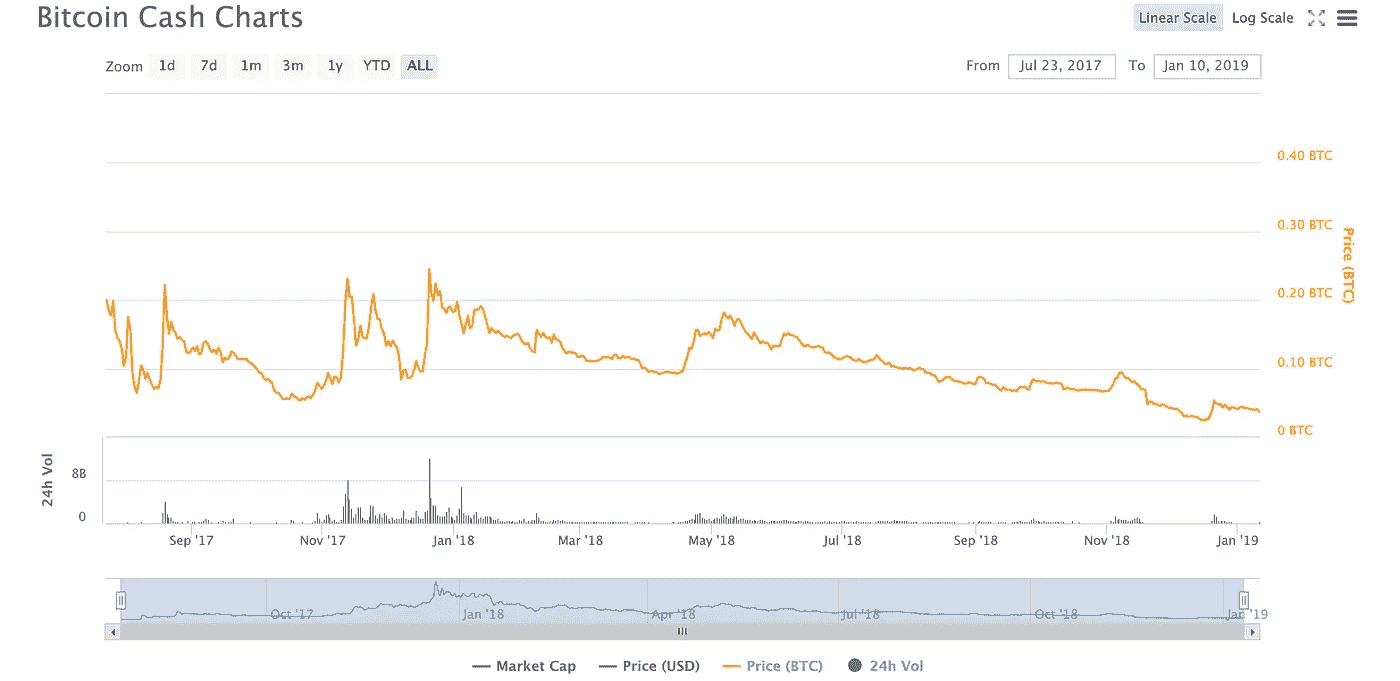 Bitcoin Cash Charts
Linear Scale Log Scale
Zoom 1d 7d 1m 3m 1y YTD ALL
From Jul 23, 2017 To Jan 10, 2019
0.40 BTC
0.30 BTC
0.20 BTC
0.10 BTC
0 BTC
Price (BTC)
24h Vol
8B
0
Sep '17 Nov '17 Jan '18 Mar '18 May '18 Jul '18 Sep '18 Nov '18 Jan '19
Oct '17 Jan '18 Apr '18 Jul '18 Oct '18 Jan '19
Market Cap Price (USD) Price (BTC) 24h Vol